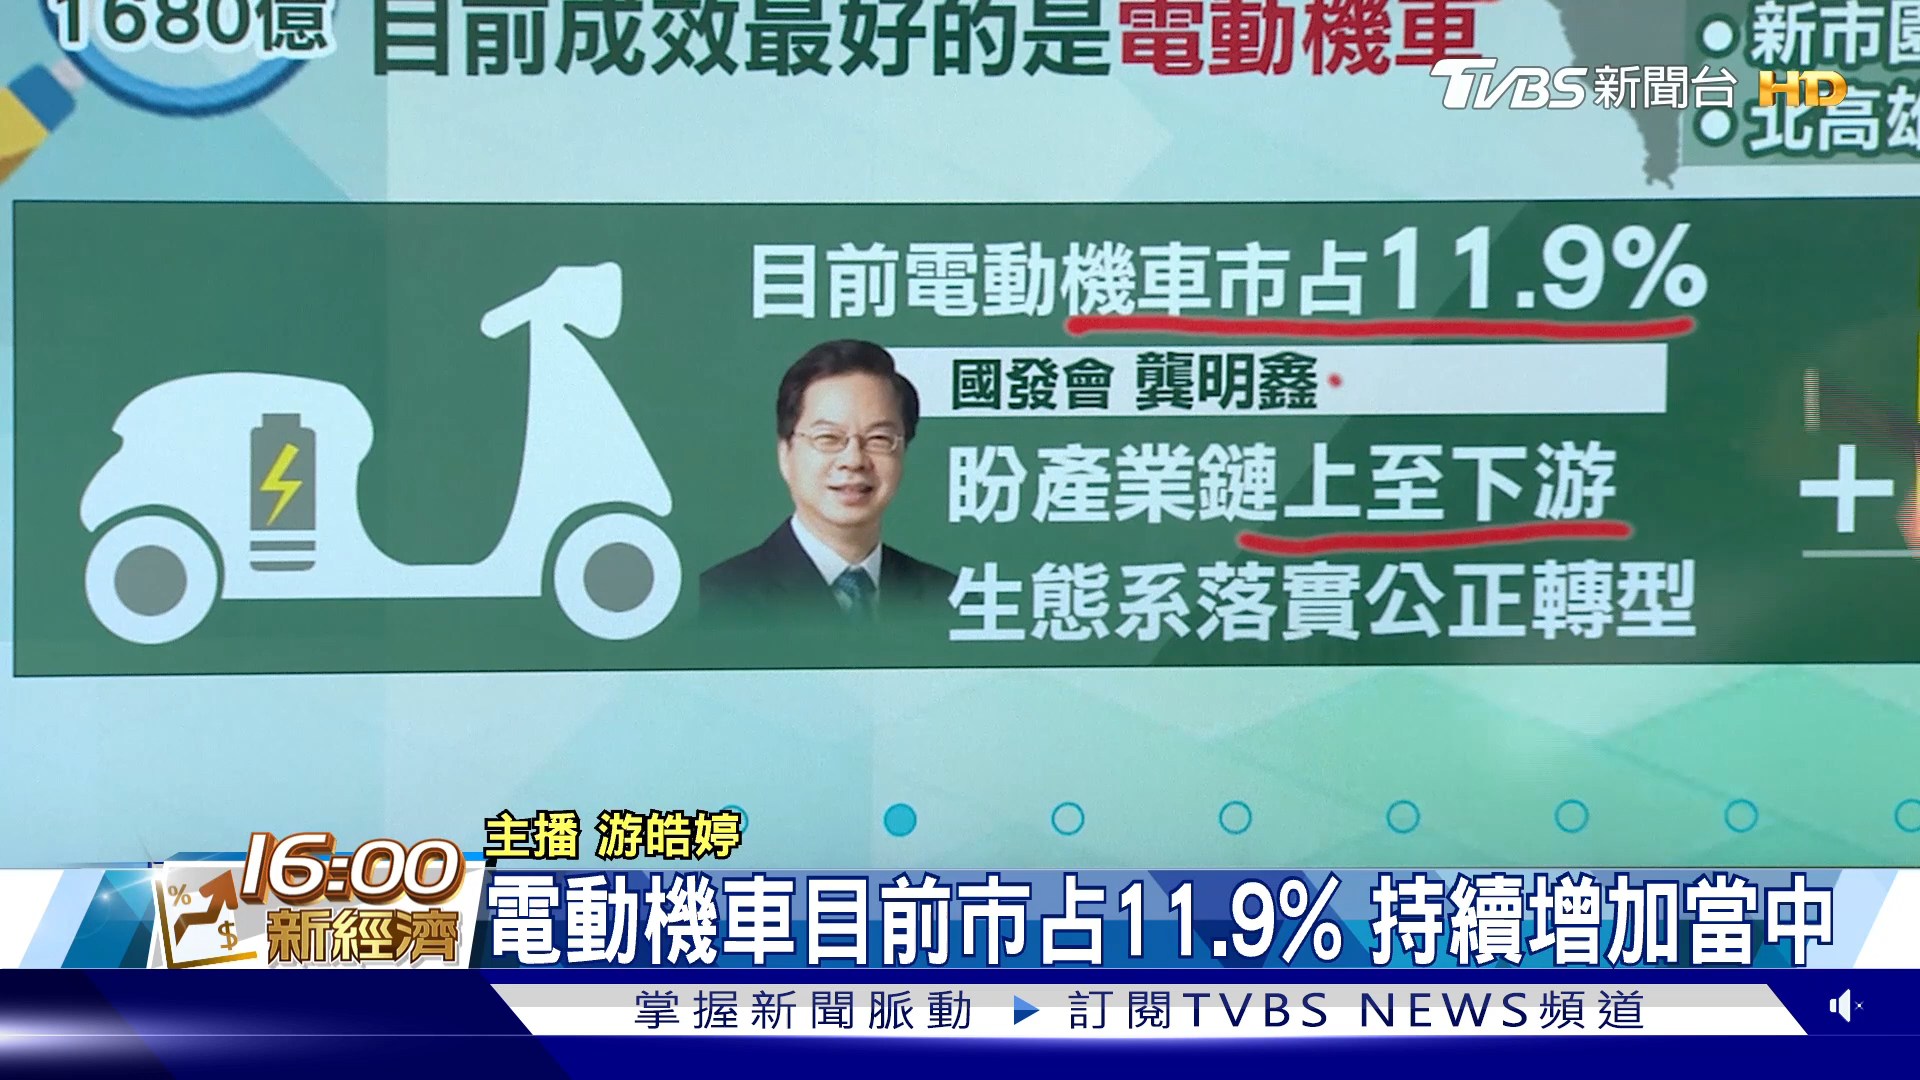 1680億
目前成效最好的是電動機車
新市
北高雄
TVBS新聞台 HD
目前電動機車市占11.9%
國發會 龔明鑫
盼產業鏈上至下游
生態系落實公正轉型
+
主播 游皓婷
16:00
新經濟
% $
電動機車目前市占11.9% 持續增加當中
掌握新聞脈動 ▶ 訂閱TVBS NEWS頻道